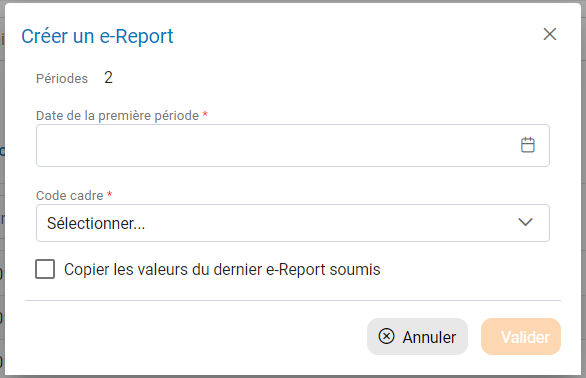 Créer un e-Report
Périodes 2
Date de la première période *
Code cadre *
Sélectionner...
Copier les valeurs du dernier e-Report soumis
Annuler Valider